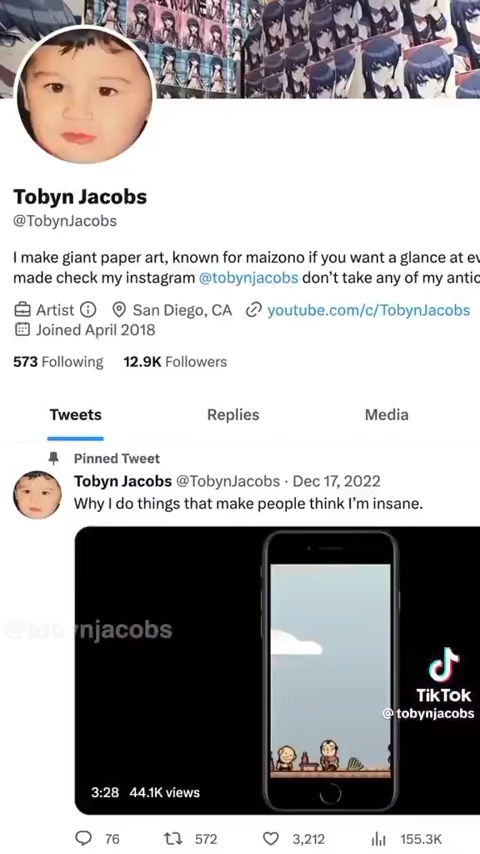 Tobyn Jacobs
@TobynJacobs
I make giant paper art, known for maizono if you want a glance at ev
made check my instagram @tobynjacobs don't take any of my antic
Artist San Diego, CA youtube.com/c/TobynJacobs
Joined April 2018
573 Following 12.9K Followers
Tweets Replies Media
Pinned Tweet
Tobyn Jacobs @TobynJacobs · Dec 17, 2022
Why I do things that make people think I'm insane.
@tobynjacobs
TikTok
@tobynjacobs
3:28 44.1K views
76 572 3,212 155.3K